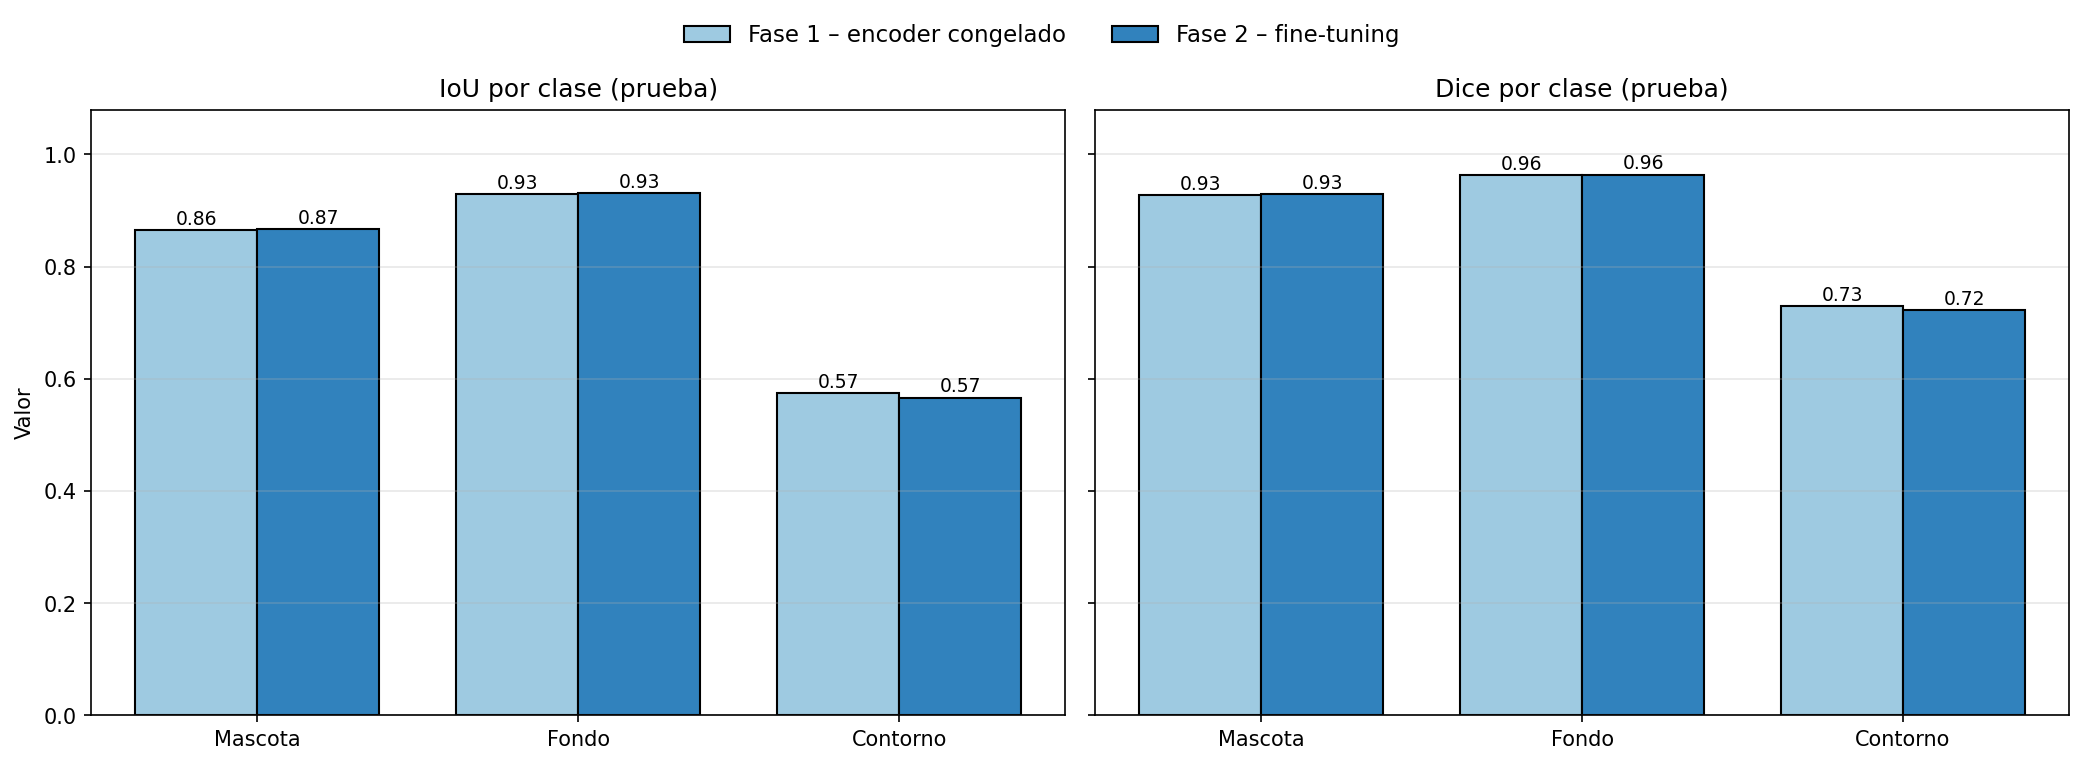 Fase 1 – encoder congelado
Fase 2 – fine-tuning
IoU por clase (prueba)
Valor
1.0
0.8
0.6
0.4
0.2
0.0
0.86
0.87
0.93
0.93
0.57
0.57
Mascota
Fondo
Contorno
Dice por clase (prueba)
0.93
0.93
0.96
0.96
0.73
0.72
Mascota
Fondo
Contorno